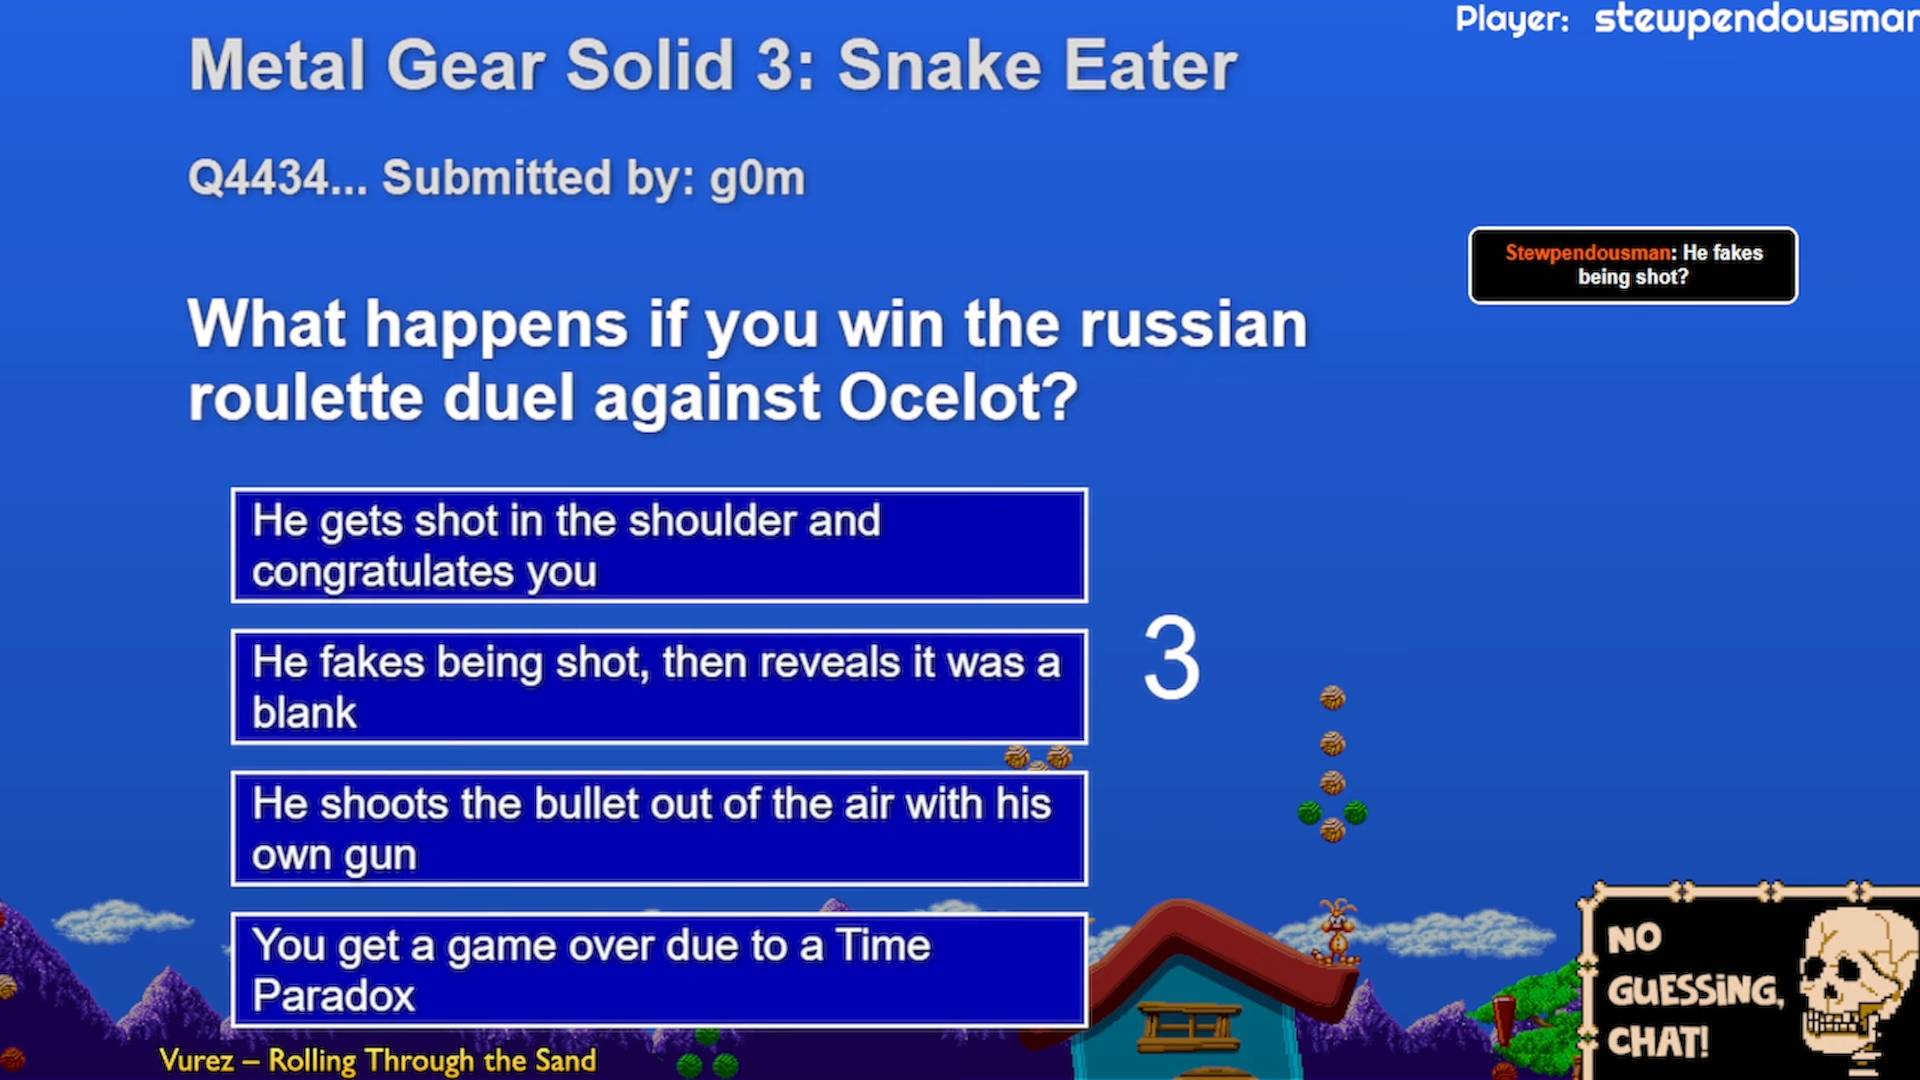 Player: stewpendousman
Metal Gear Solid 3: Snake Eater
Q4434... Submitted by: g0m
Stewpendousman: He fakes
being shot?
What happens if you win the russian
roulette duel against Ocelot?
He gets shot in the shoulder and
congratulates you
He fakes being shot, then reveals it was a
blank
3
He shoots the bullet out of the air with his
own gun
You get a game over due to a Time
Paradox
NO
GUESSING,
CHAT!
Vurez – Rolling Through the Sand